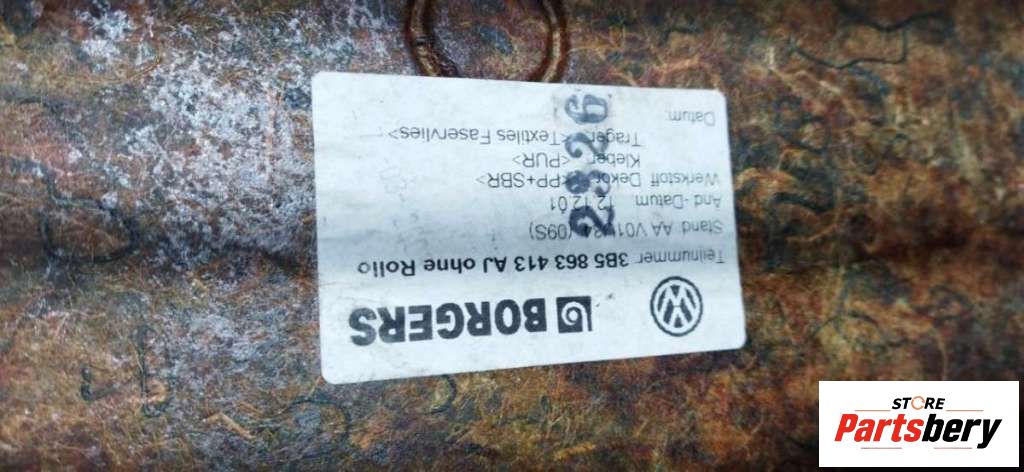 BORGERS
Teilnummer 3B5 863 413 AJ ohne Rollo
Stand AA V01 (09S)
Änd.-Datum 12.12.01
Werkstoff Dekor <PP+SBR>
Kleber <PUR>
Träger <Textiles Faservlies>
Datum:
STORE
Partsbery